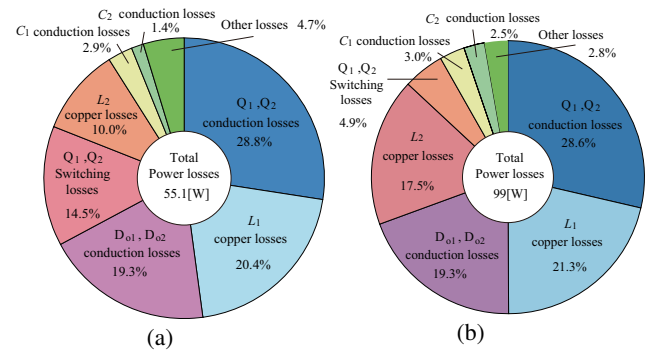 C2 conduction losses
1.4%
Other losses 4.7%
C1 conduction losses
2.9%
L2
copper losses
10.0%
Q1 ,Q2
conduction losses
28.8%
Q1 ,Q2
Switching
losses
14.5%
Total
Power losses
55.1[W]
Do1 , Do2
conduction losses
19.3%
L1
copper losses
20.4%
(a)
C2 conduction losses
2.5%
Other losses
2.8%
C1 conduction losses
3.0%
Q1 ,Q2
Switching
losses
4.9%
Q1 ,Q2
conduction losses
28.6%
L2
copper losses
17.5%
Total
Power losses
99[W]
Do1 , Do2
conduction losses
19.3%
L1
copper losses
21.3%
(b)